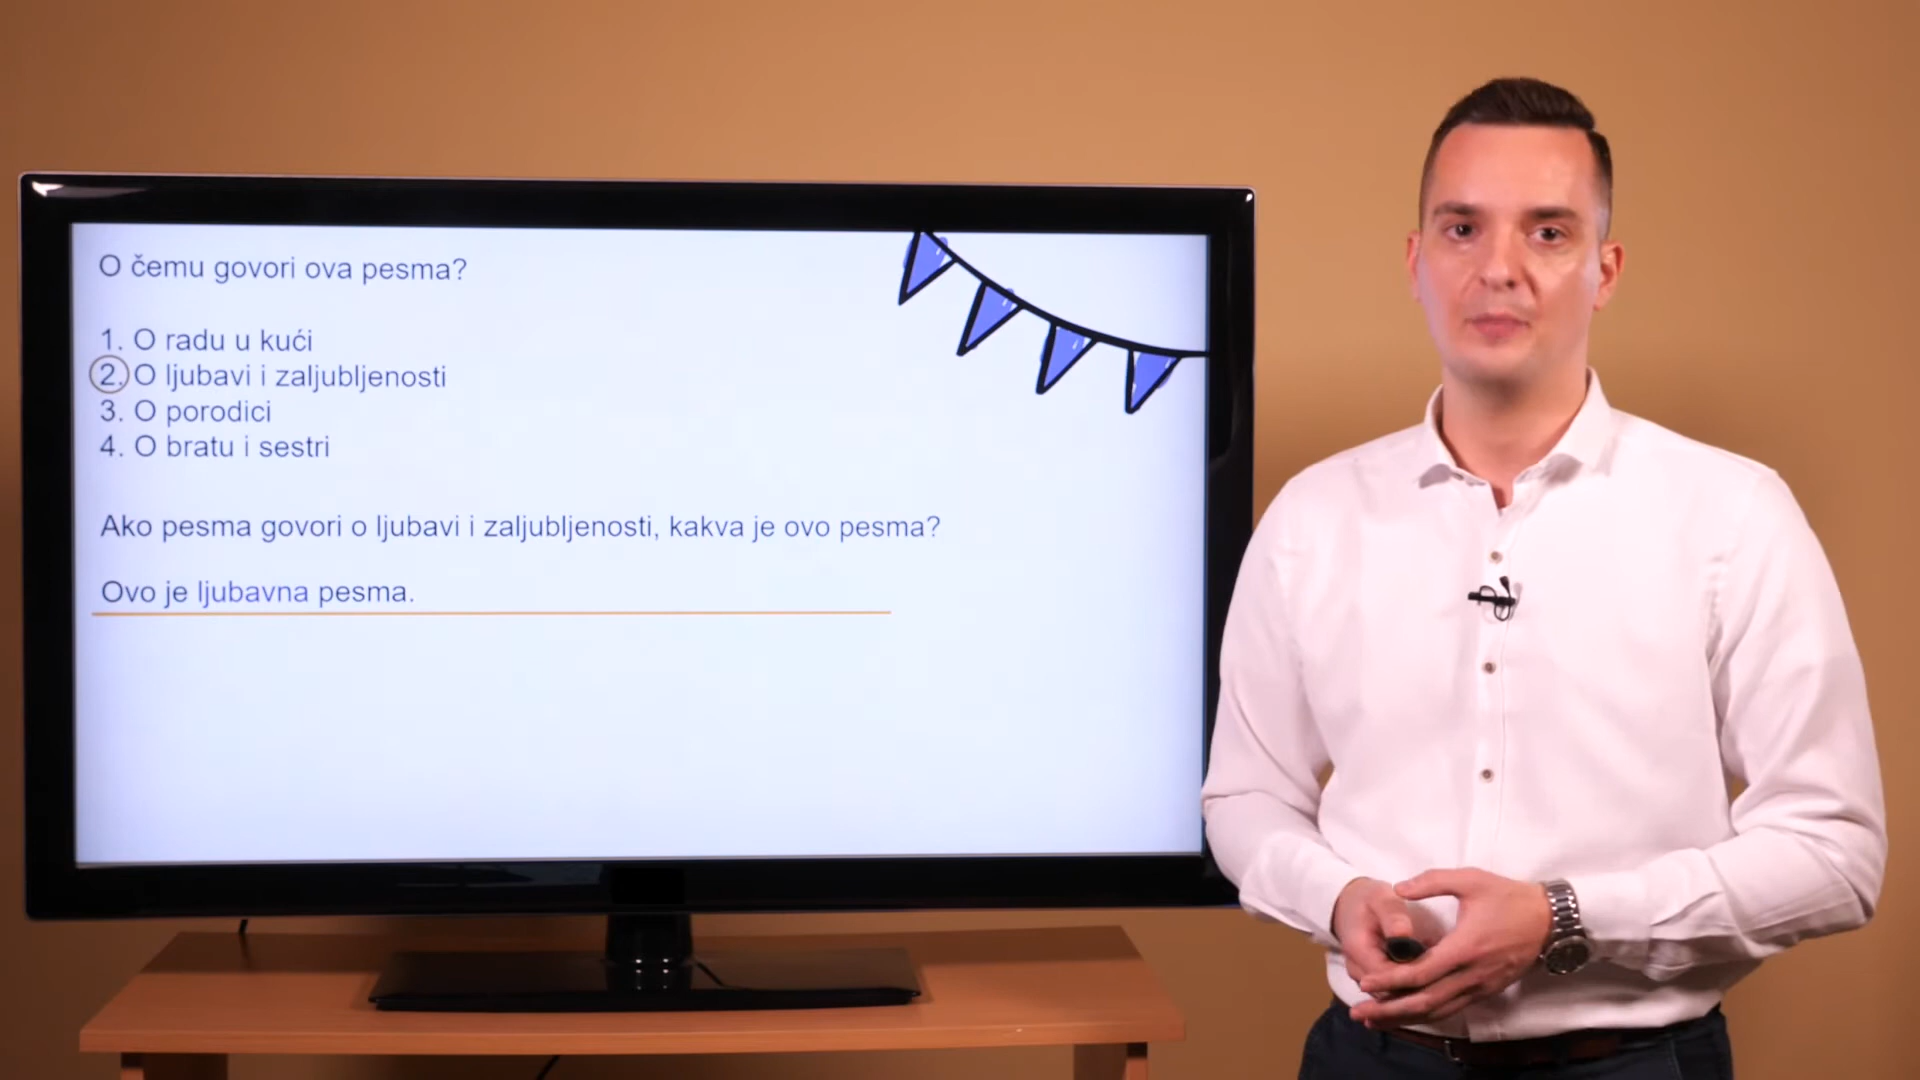 O čemu govori ova pesma?
1. O radu u kući
2. O ljubavi i zaljubljenosti
3. O porodici
4. O bratu i sestri
Ako pesma govori o ljubavi i zaljubljenosti, kakva je ovo pesma?
Ovo je ljubavna pesma.